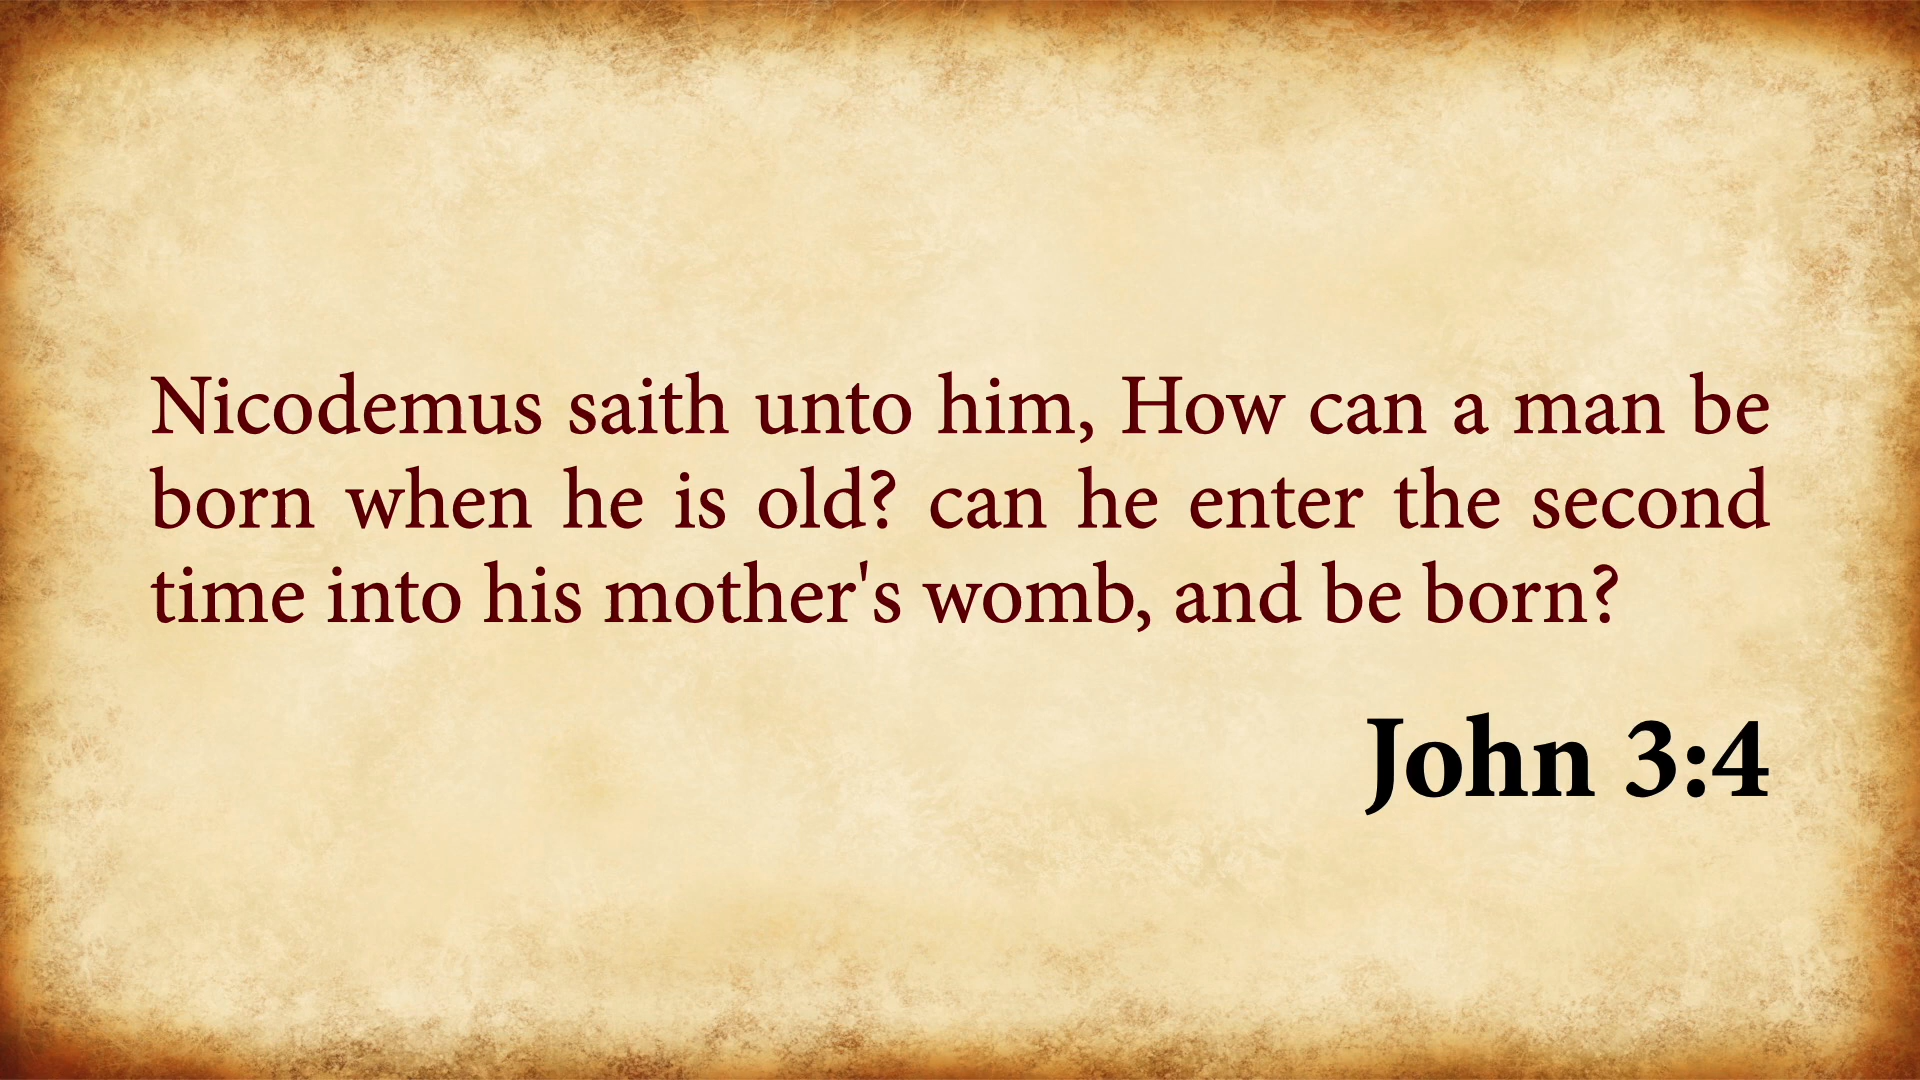 Nicodemus saith unto him, How can a man be
born when he is old? can he enter the second
time into his mother's womb, and be born?
John 3:4